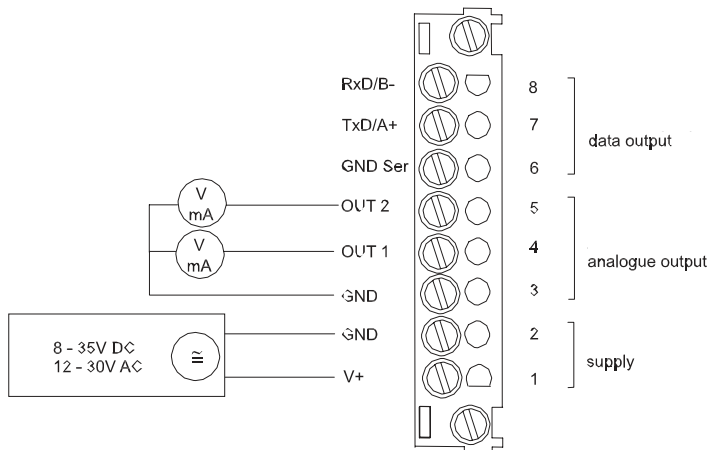 RxD/B- 8
TxD/A+ 7
data output
GND Ser 6
V
mA
OUT 2 5
V
mA
OUT 1 4
analogue output
GND 3
GND 2
8 - 35V DC
12 - 30V AC
≅
supply
V+ 1